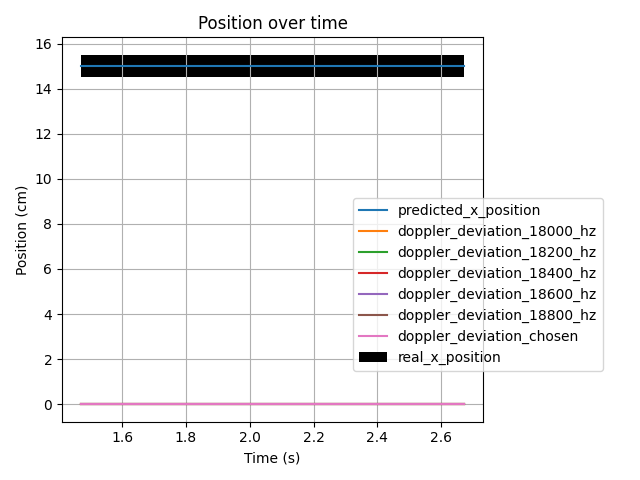 Position over time
16
14
12
10
8
6
4
2
0
Position (cm)
1.6
1.8
2.0
2.2
2.4
2.6
Time (s)
predicted_x_position
doppler_deviation_18000_hz
doppler_deviation_18200_hz
doppler_deviation_18400_hz
doppler_deviation_18600_hz
doppler_deviation_18800_hz
doppler_deviation_chosen
real_x_position